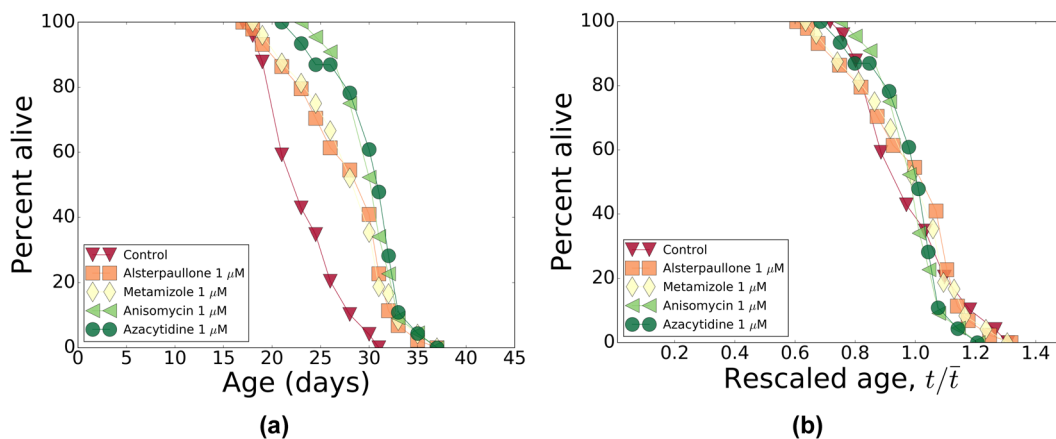 100
80
60
40
20
0
Percent alive
Control
Alsterpaullone 1 μM
Metamizole 1 μM
Anisomycin 1 μM
Azacytidine 1 μM
0 5 10 15 20 25 30 35 40 45
Age (days)
(a)
100
80
60
40
20
0
Percent alive
Control
Alsterpaullone 1 μM
Metamizole 1 μM
Anisomycin 1 μM
Azacytidine 1 μM
0.2 0.4 0.6 0.8 1.0 1.2 1.4
Rescaled age, t/t̄
(b)